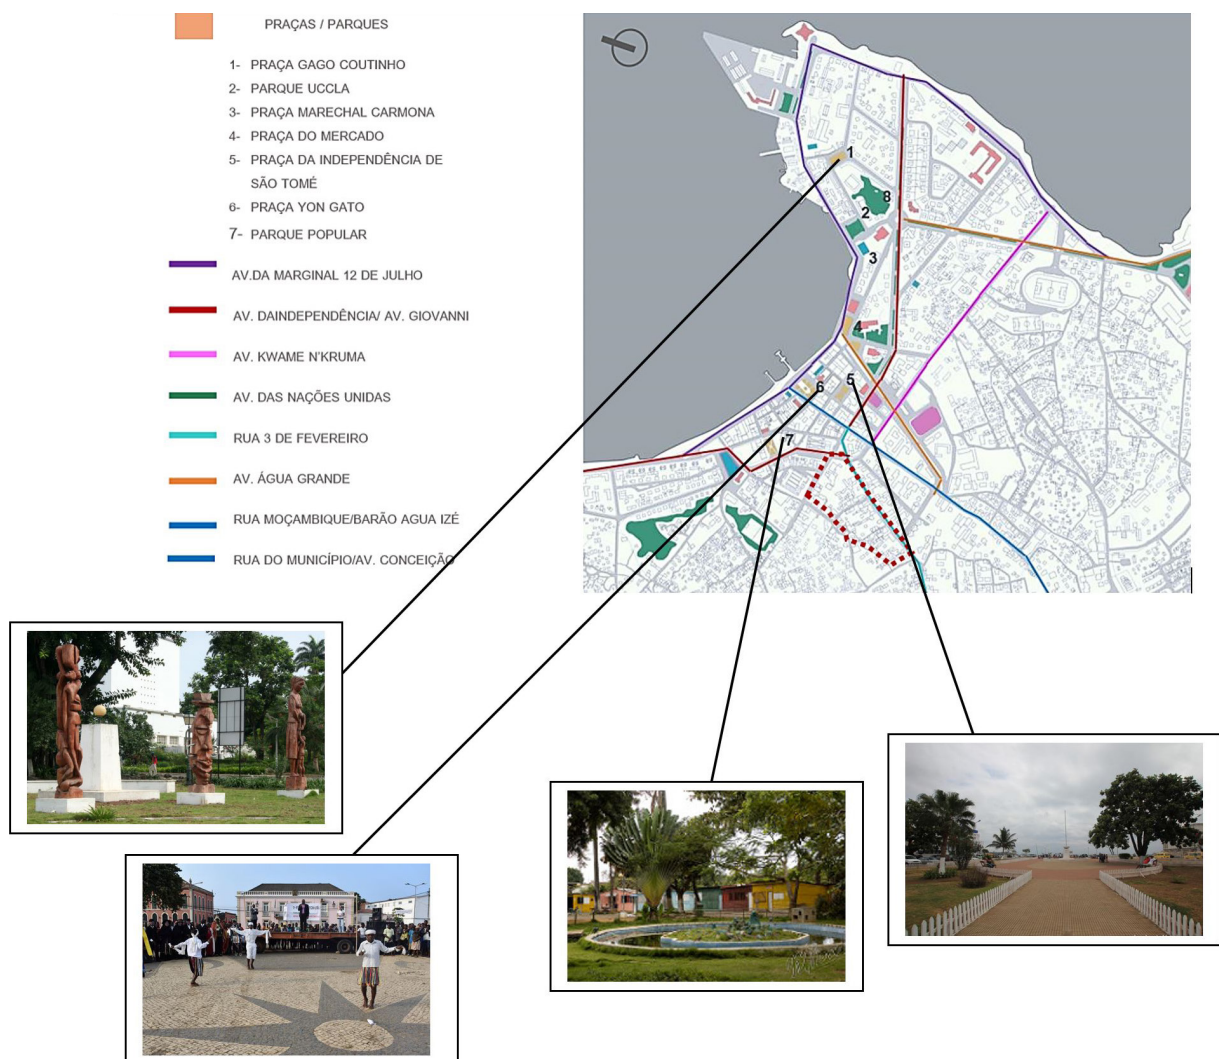 PRAÇAS / PARQUES
1- PRAÇA GAGO COUTINHO
2- PARQUE UCCLA
3- PRAÇA MARECHAL CARMONA
4- PRAÇA DO MERCADO
5- PRAÇA DA INDEPENDÊNCIA DE
SÃO TOMÉ
6- PRAÇA YON GATO
7- PARQUE POPULAR
AV.DA MARGINAL 12 DE JULHO
AV. DAINDEPENDÊNCIA/ AV. GIOVANNI
AV. KWAME N'KRUMA
AV. DAS NAÇÕES UNIDAS
RUA 3 DE FEVEREIRO
AV. ÁGUA GRANDE
RUA MOÇAMBIQUE/BARÃO AGUA IZÉ
RUA DO MUNICÍPIO/AV. CONCEIÇÃO
1
8
2
3
4
5
6
7